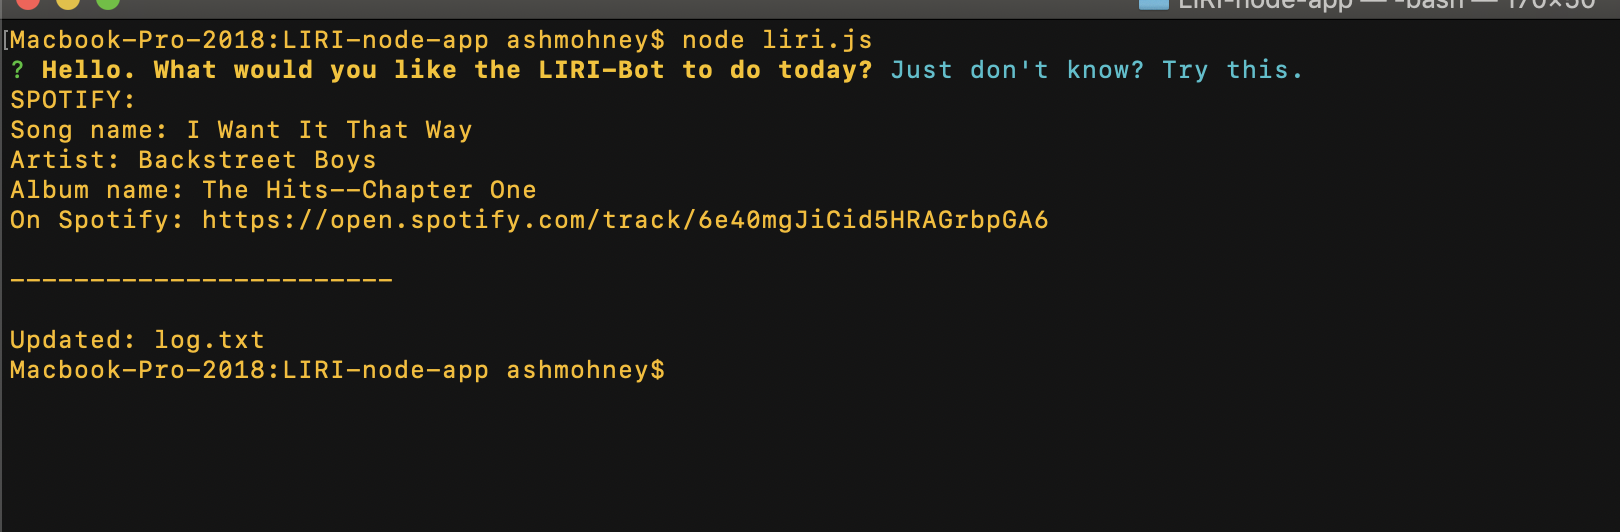 LIRI-node-app — -bash — 170×50
Macbook-Pro-2018:LIRI-node-app ashmohney$ node liri.js
? Hello. What would you like the LIRI-Bot to do today? Just don't know? Try this.
SPOTIFY:
Song name: I Want It That Way
Artist: Backstreet Boys
Album name: The Hits--Chapter One
On Spotify: https://open.spotify.com/track/6e40mgJiCid5HRAGrbpGA6
------------------------
Updated: log.txt
Macbook-Pro-2018:LIRI-node-app ashmohney$